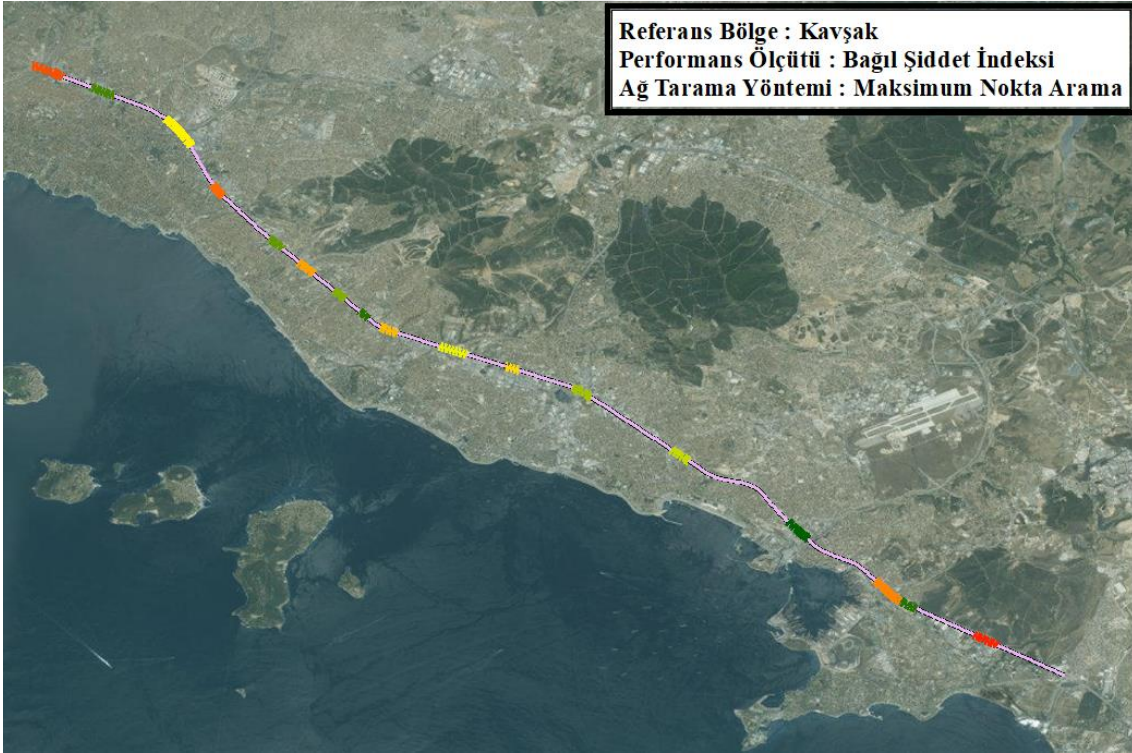 Referans Bölge : Kavşak
Performans Ölçütü : Bağıl Şiddet İndeksi
Ağ Tarama Yöntemi : Maksimum Nokta Arama